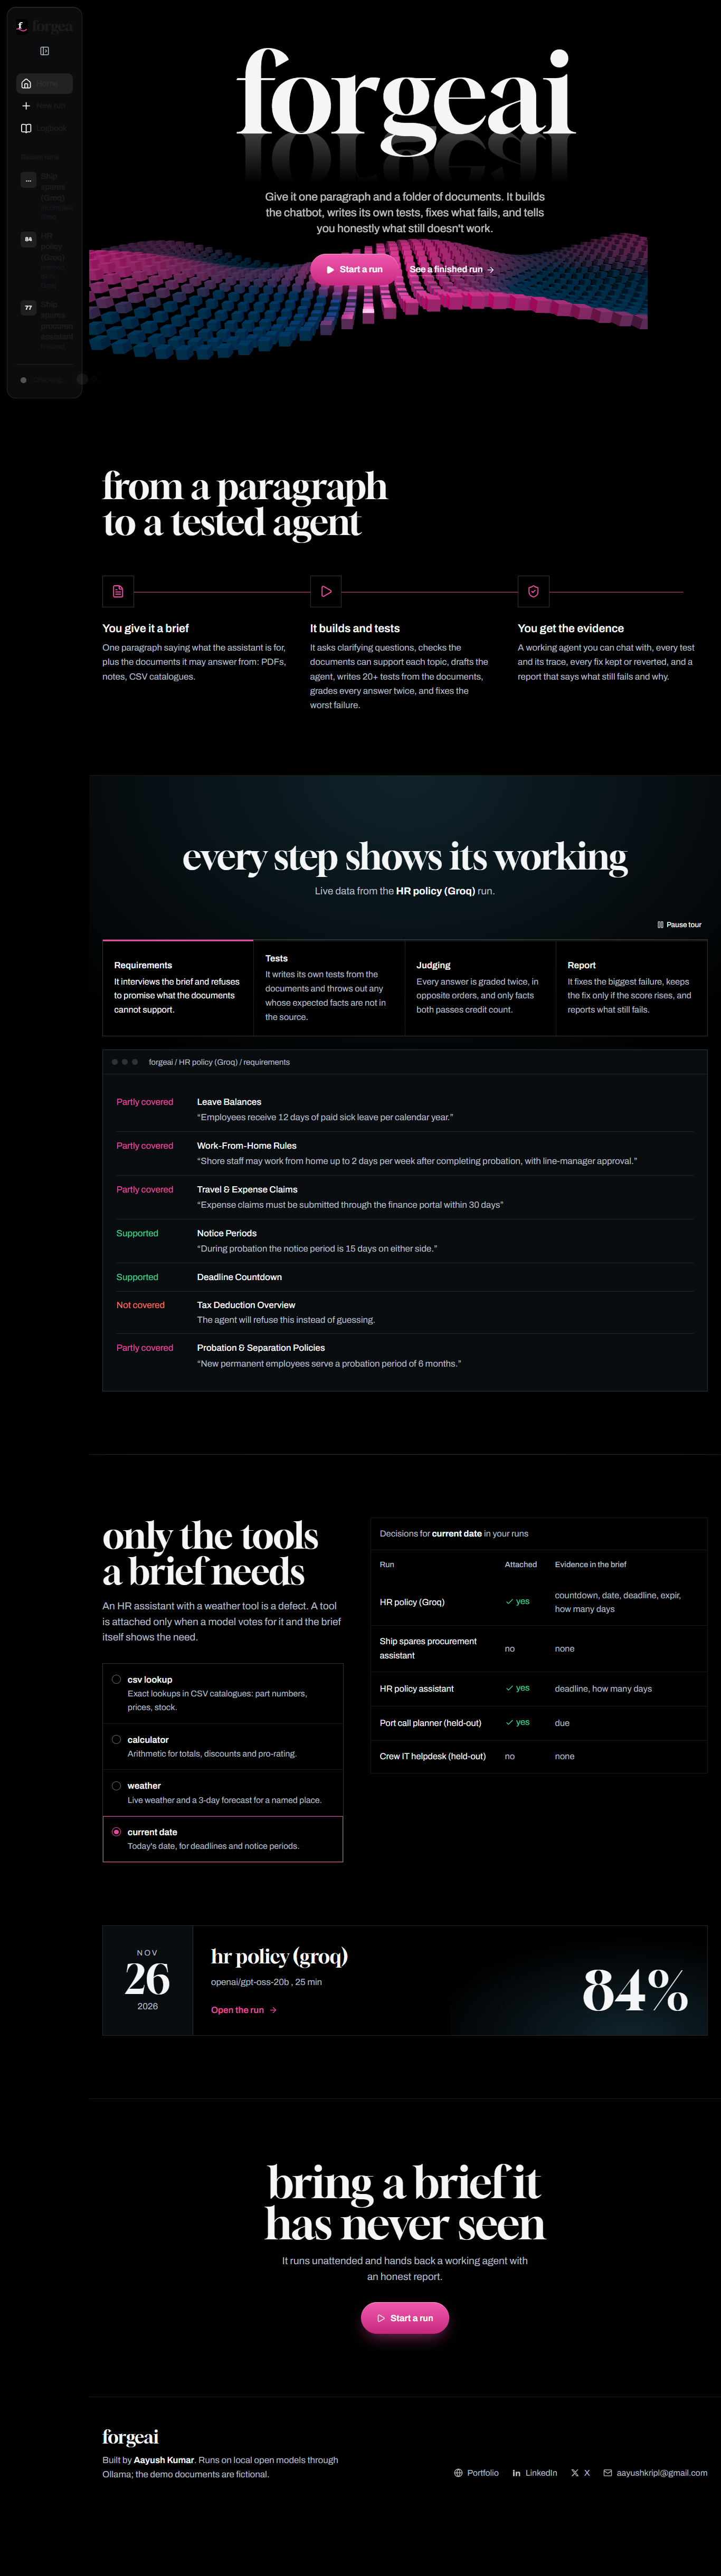 forgeai
Home
New run
Logbook
Ship
spares
(Groq)
84
HR
policy
(Groq)
77
Ship
spares
procurem
assistant
forgeai
Give it one paragraph and a folder of documents. It builds
the chatbot, writes its own tests, fixes what fails, and tells
you honestly what still doesn't work.
Start a run
See a finished run →
from a paragraph
to a tested agent
You give it a brief
One paragraph saying what the assistant is for,
plus the documents it may answer from: PDFs,
notes, CSV catalogues.
It builds and tests
It asks clarifying questions, checks the
documents can support each topic, drafts the
agent, writes 20+ tests from the documents,
grades every answer twice, and fixes the
worst failure.
You get the evidence
A working agent you can chat with, every test
and its trace, every fix kept or reverted, and a
report that says what still fails and why.
every step shows its working
Live data from the HR policy (Groq) run.
Pause tour
Requirements
It interviews the brief and refuses
to promise what the documents
cannot support.
Tests
It writes its own tests from the
documents and throws out any
whose expected facts are not in
the source.
Judging
Every answer is graded twice, in
opposite orders, and only facts
both passes credit count.
Report
It fixes the biggest failure, keeps
the fix only if the score rises, and
reports what still fails.
forgeai / HR policy (Groq) / requirements
Partly covered
Leave Balances
“Employees receive 12 days of paid sick leave per calendar year.”
Partly covered
Work-From-Home Rules
“Shore staff may work from home up to 2 days per week after completing probation, with line-manager approval.”
Partly covered
Travel & Expense Claims
“Expense claims must be submitted through the finance portal within 30 days”
Supported
Notice Periods
“During probation the notice period is 15 days on either side.”
Supported
Deadline Countdown
Not covered
Tax Deduction Overview
The agent will refuse this instead of guessing.
Partly covered
Probation & Separation Policies
“New permanent employees serve a probation period of 6 months.”
only the tools
a brief needs
An HR assistant with a weather tool is a defect. A tool
is attached only when a model votes for it and the brief
itself shows the need.
csv lookup
Exact lookups in CSV catalogues: part numbers,
prices, stock.
calculator
Arithmetic for totals, discounts and pro-rating.
weather
Live weather and a 3-day forecast for a named place.
current date
Today's date, for deadlines and notice periods.
Decisions for current date in your runs
Run Attached Evidence in the brief
HR policy (Groq) ✓ yes countdown, date, deadline, expir,
how many days
Ship spares procurement
assistant no none
HR policy assistant ✓ yes deadline, how many days
Port call planner (held-out) ✓ yes due
Crew IT helpdesk (held-out) no none
NOV
26
2026
hr policy (groq)
openai/gpt-oss-20b , 25 min
Open the run →
84%
bring a brief it
has never seen
It runs unattended and hands back a working agent with
an honest report.
Start a run
forgeai
Built by Aayush Kumar. Runs on local open models through
Ollama; the demo documents are fictional.
Portfolio
LinkedIn
X
aayushkripl@gmail.com